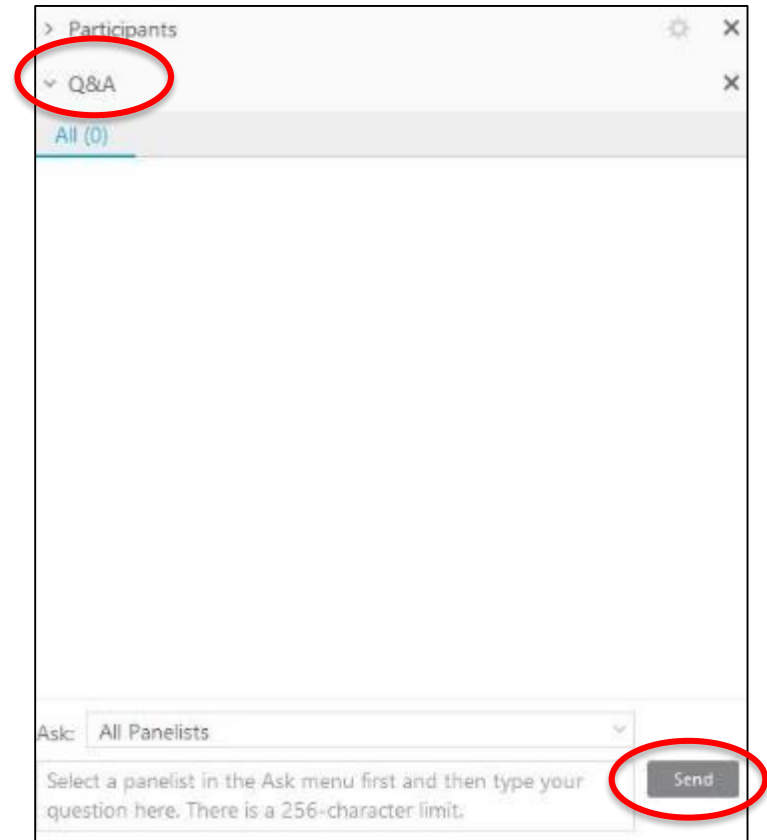 Participants
Q&A
All (0)
Ask: All Panelists
Select a panelist in the Ask menu first and then type your
question here. There is a 256-character limit.
Send